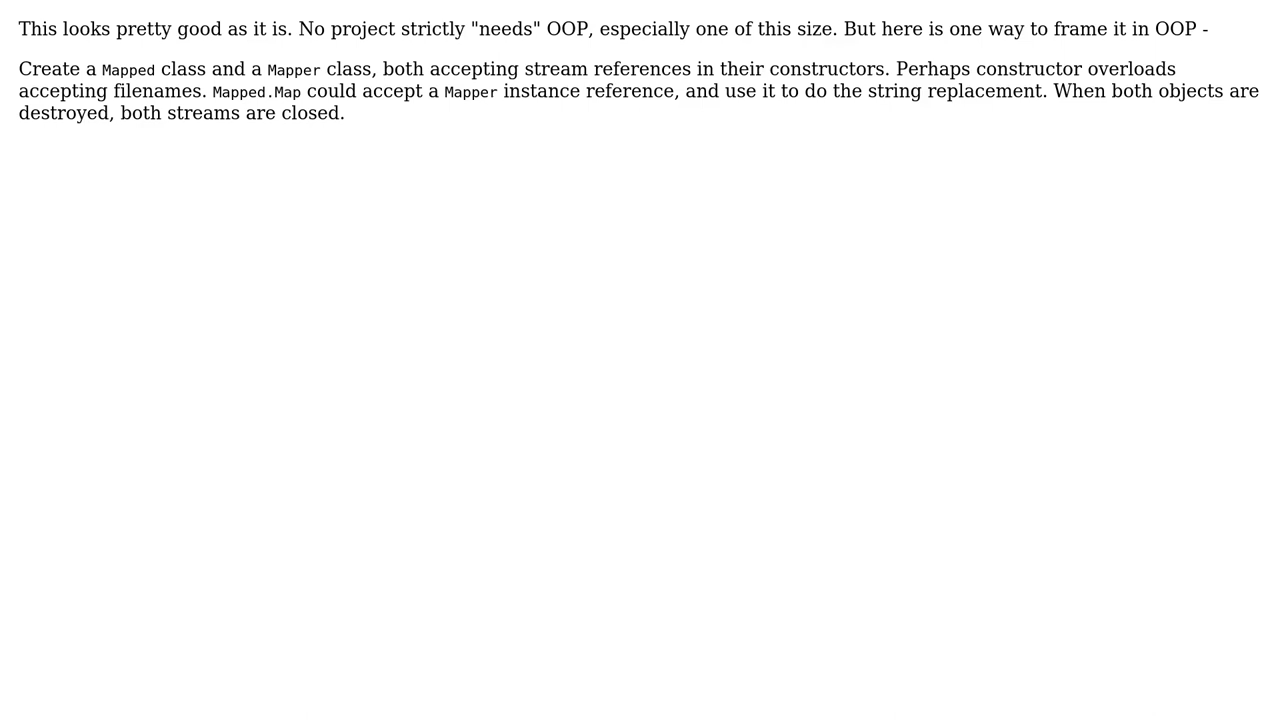 This looks pretty good as it is. No project strictly "needs" OOP, especially one of this size. But here is one way to frame it in OOP -
Create a Mapped class and a Mapper class, both accepting stream references in their constructors. Perhaps constructor overloads
accepting filenames. Mapped.Map could accept a Mapper instance reference, and use it to do the string replacement. When both objects are
destroyed, both streams are closed.